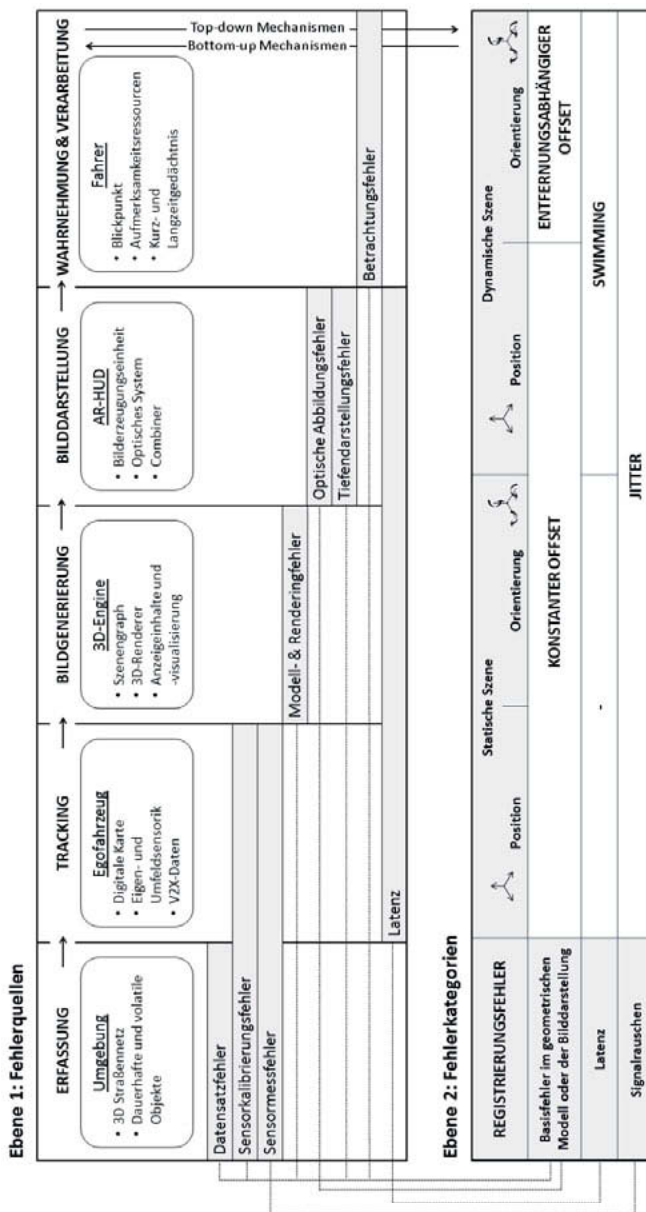 Ebene 1: Fehlerquellen
ERFASSUNG
TRACKING
BILDGENERIERUNG
BILDDARSTELLUNG
WAHRNEHMUNG & VERARBEITUNG
Umgebung
• 3D Straßennetz
• Dauerhafte und volatile
Objekte
Egofahrzeug
• Digitale Karte
• Eigen- und
Umfeldsensorik
• V2X-Daten
3D-Engine
• Szenengraph
• 3D-Renderer
• Anzeigeinhalte und
-visualisierung
AR-HUD
• Bilderzeugungseinheit
• Optisches System
• Combiner
Fahrer
• Blickpunkt
• Aufmerksamkeitsressourcen
• Kurz- und
Langzeitgedächtnis
Datensatzfehler
Sensorkalibrierungsfehler
Sensormessfehler
Modell- & Renderingfehler
Optische Abbildungsfehler
Tiefendarstellungsfehler
Betrachtungsfehler
Latenz
Top-down Mechanismen
Bottom-up Mechanismen
Ebene 2: Fehlerkategorien
REGISTRIERUNGSFEHLER
Statische Szene
Dynamische Szene
Position
Orientierung
Position
Orientierung
Basisfehler im geometrischen
Modell oder der Bilddarstellung
KONSTANTER OFFSET
ENTFERNUNGSABHÄNGIGER
OFFSET
Latenz
-
SWIMMING
Signalrauschen
JITTER